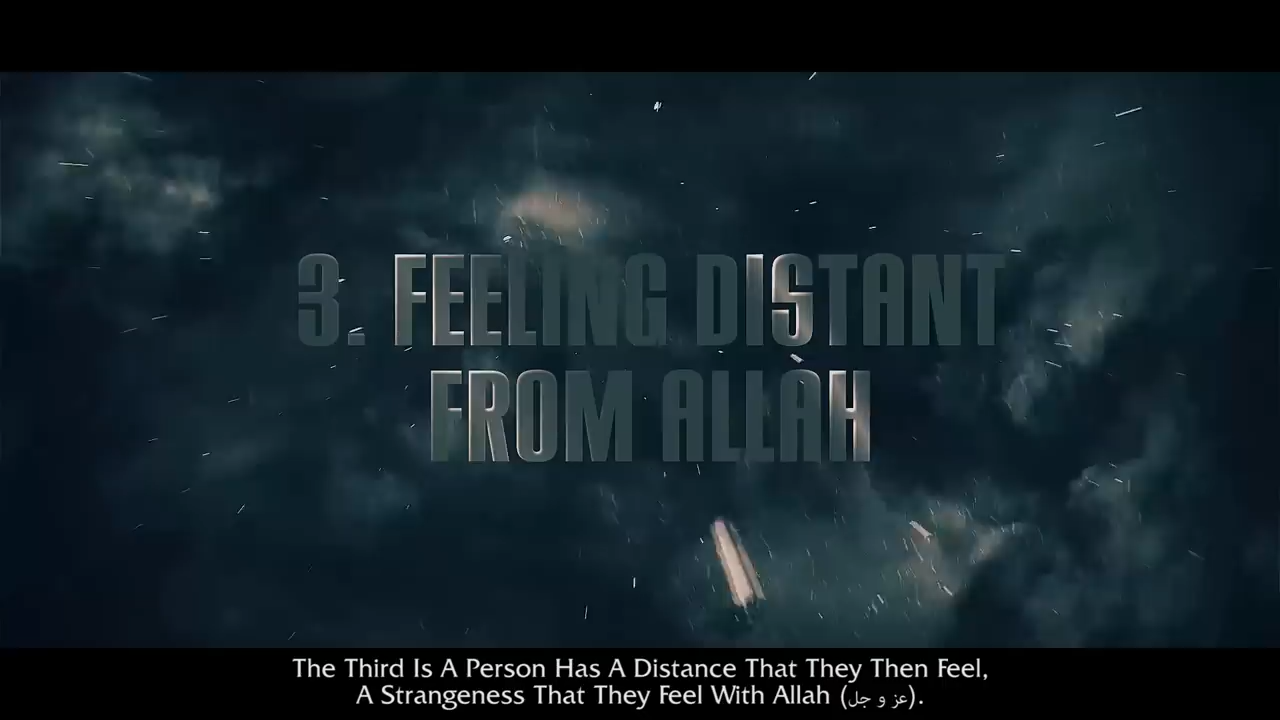 3. FEELING DISTANT
FROM ALLAH
The Third Is A Person Has A Distance That They Then Feel,
A Strangeness That They Feel With Allah (عز و جل).